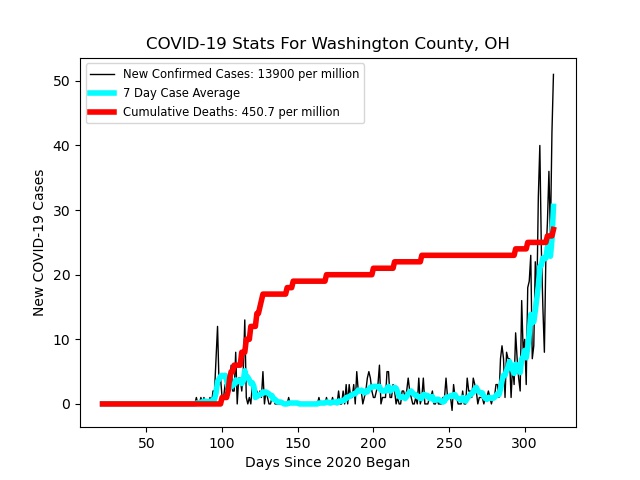 COVID-19 Stats For Washington County, OH
New Confirmed Cases: 13900 per million
7 Day Case Average
Cumulative Deaths: 450.7 per million
New COVID-19 Cases
50
40
30
20
10
0
50 100 150 200 250 300
Days Since 2020 Began